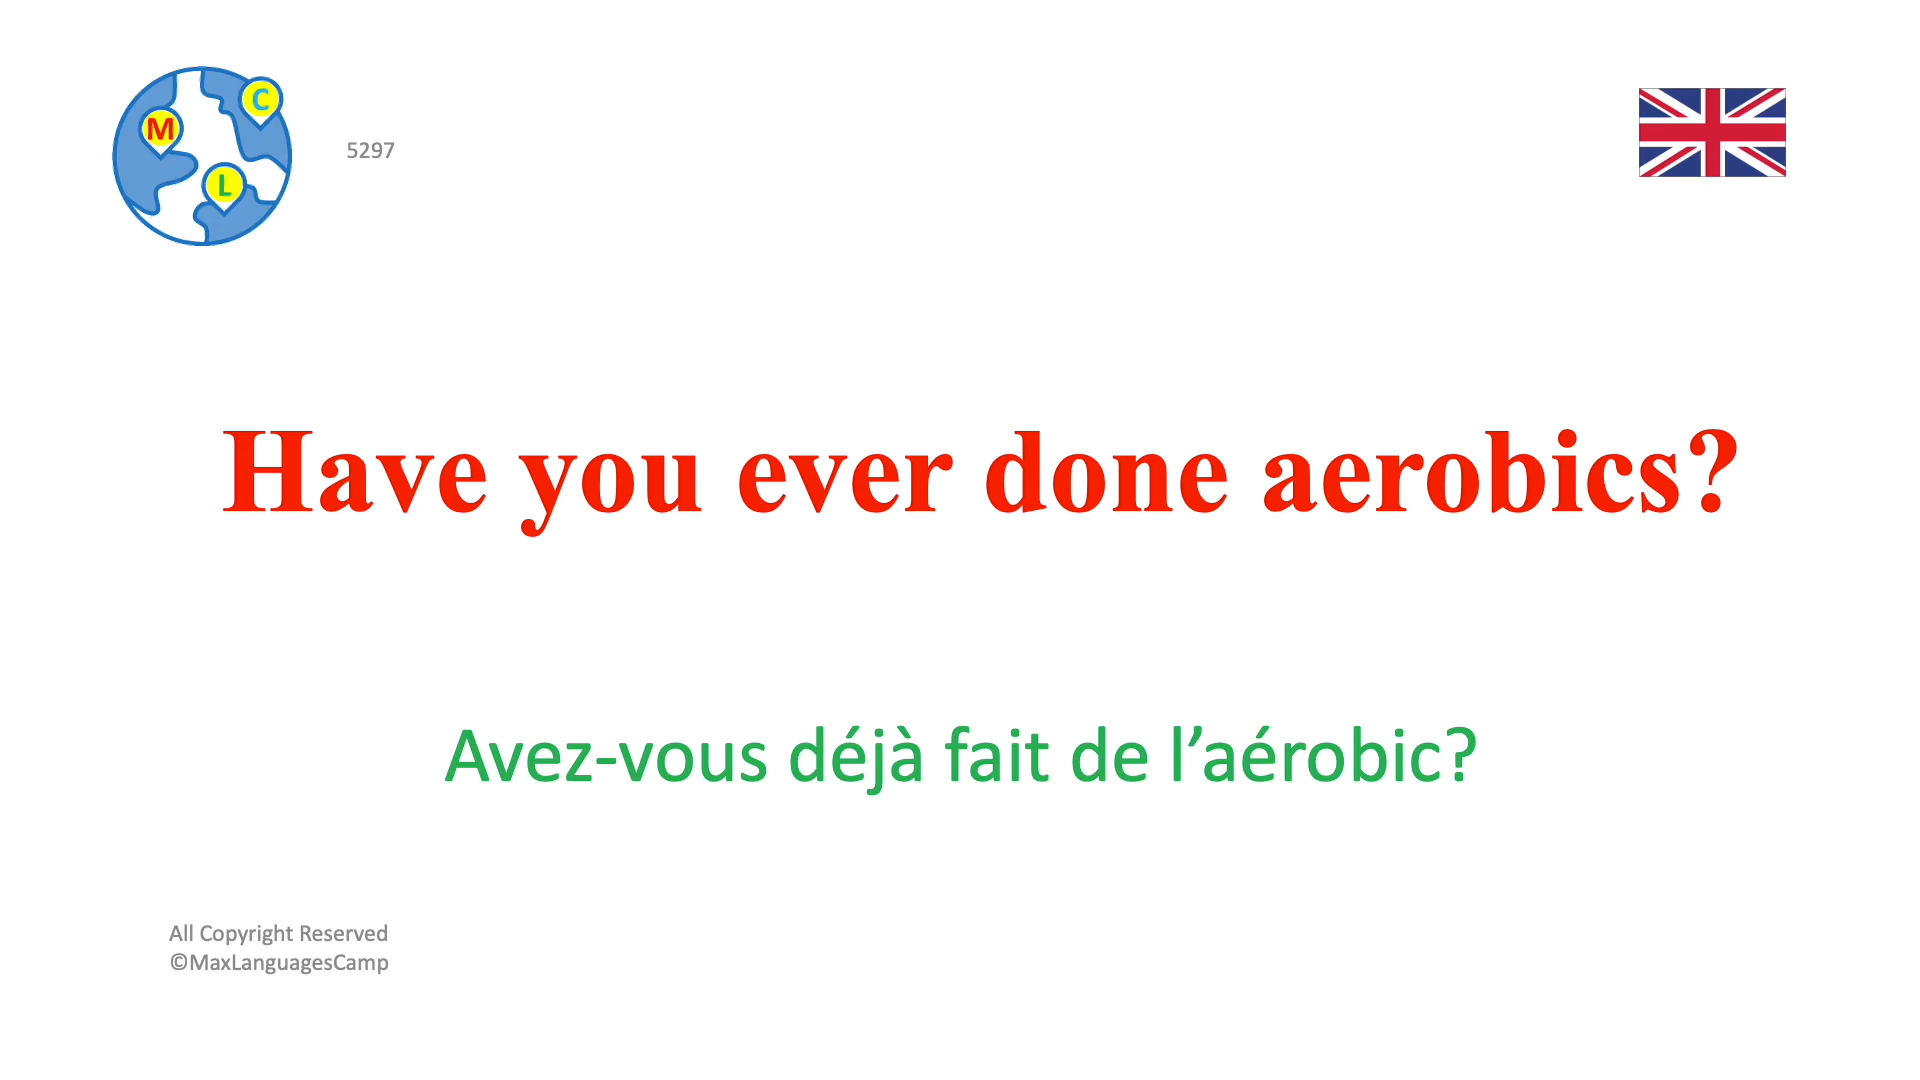 M
C
L
5297
Have you ever done aerobics?
Avez-vous déjà fait de l’aérobic?
All Copyright Reserved
©MaxLanguagesCamp